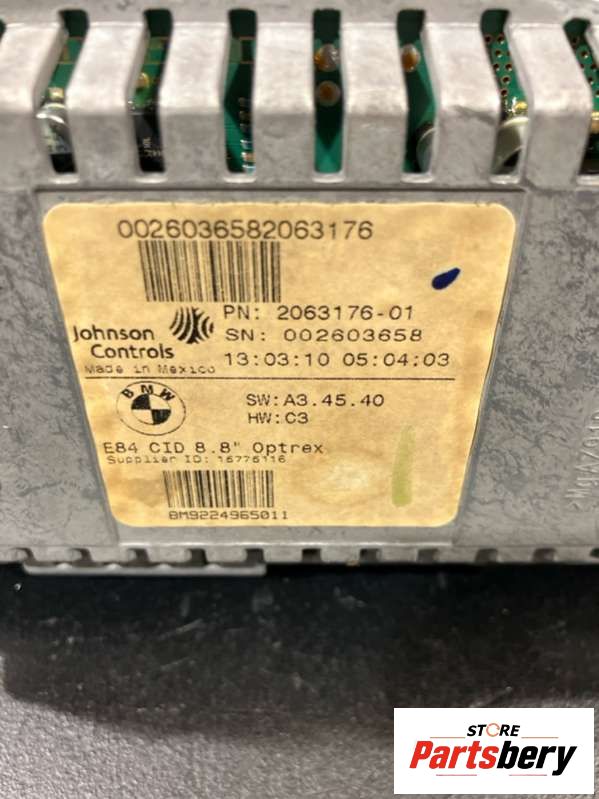 0026036582063176
PN: 2063176-01
SN: 002603658
13:03:10 05:04:03
Johnson
Controls
Made in Mexico
BMW
SW:A3.45.40
HW:C3
E84 CID 8.8" Optrex
Supplier ID: 15775116
BM9224965011
STORE
Partsbery